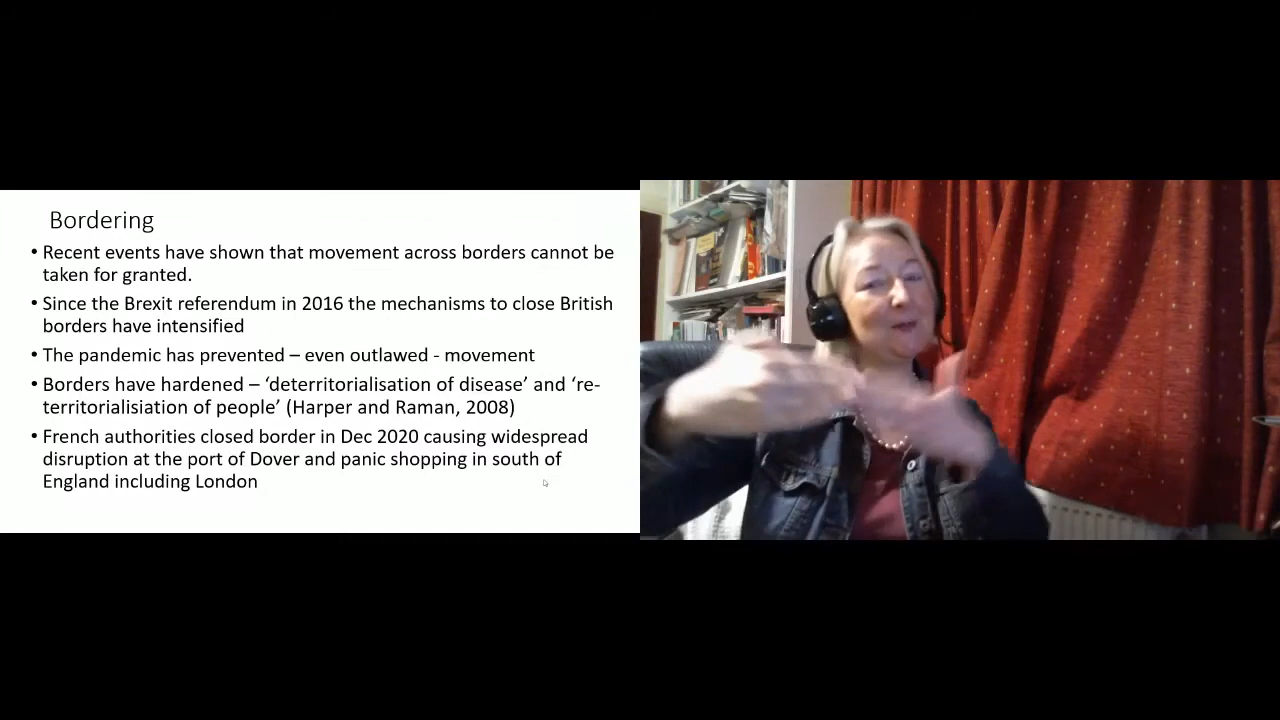 Bordering
• Recent events have shown that movement across borders cannot be
taken for granted.
• Since the Brexit referendum in 2016 the mechanisms to close British
borders have intensified
• The pandemic has prevented – even outlawed - movement
• Borders have hardened – ‘deterritorialisation of disease’ and ‘re-
territorialisiation of people’ (Harper and Raman, 2008)
• French authorities closed border in Dec 2020 causing widespread
disruption at the port of Dover and panic shopping in south of
England including London